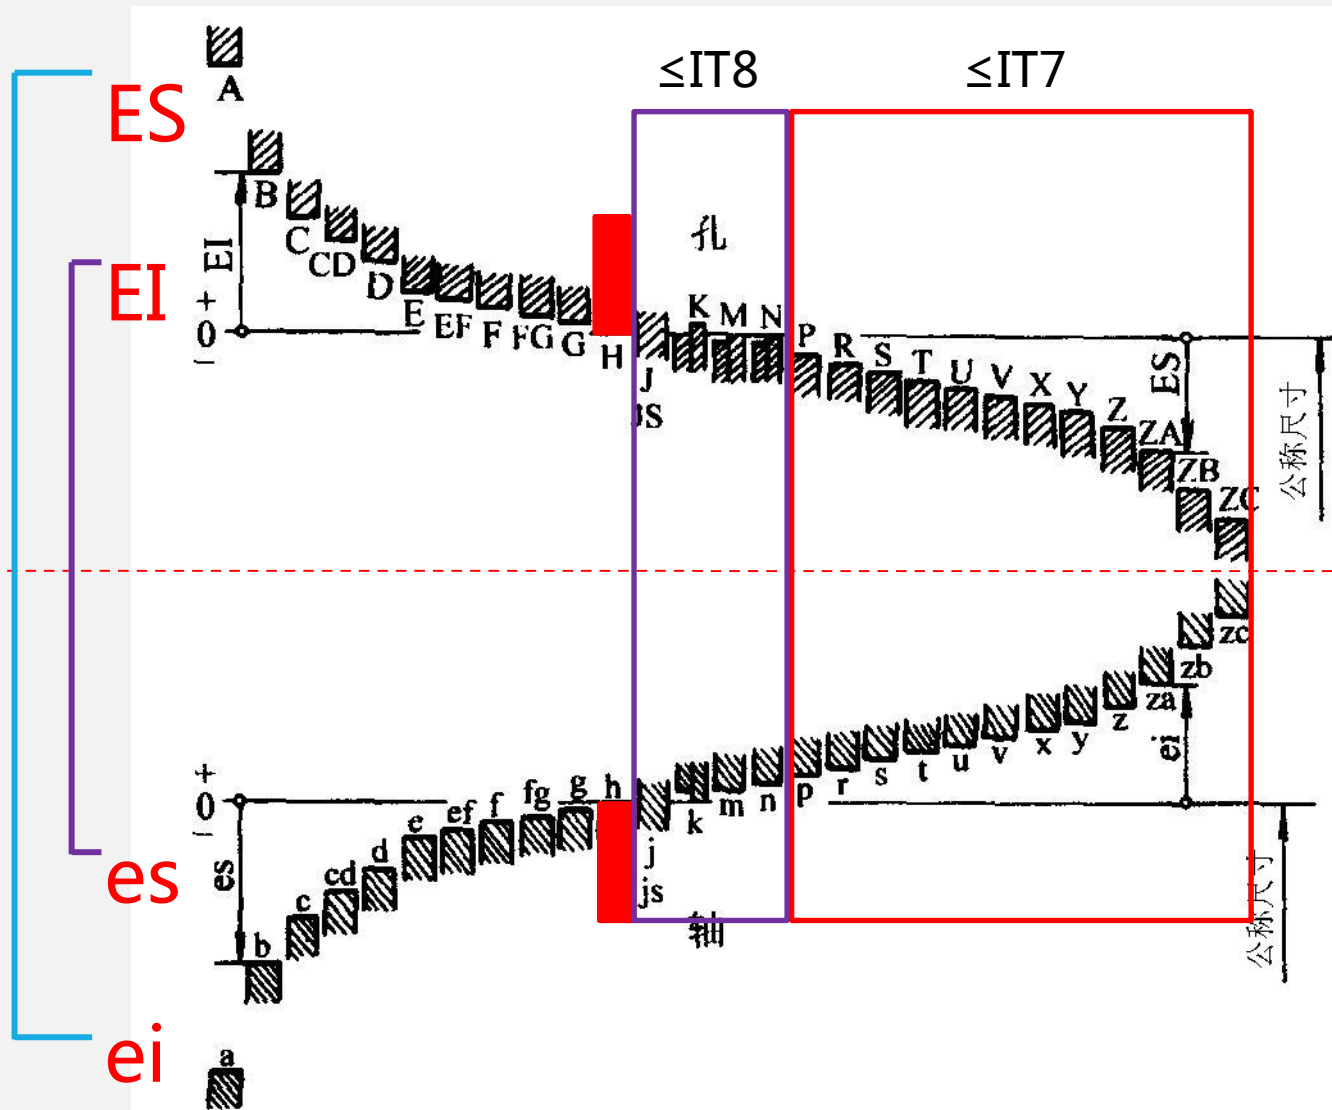 ≤IT8
≤IT7
ES
A
B
C
CD
D
E
EF
F
FG
G
H
EI
EI
+
0
−
孔
J
JS
K
M
N
P
R
S
T
U
V
X
Y
Z
ZA
ZB
ZC
ES
公称尺寸
zc
zb
za
z
y
x
v
u
t
s
r
p
n
m
k
j
js
h
g
fg
f
ef
e
d
cd
c
b
a
+
0
−
es
es
ei
ei
轴
公称尺寸